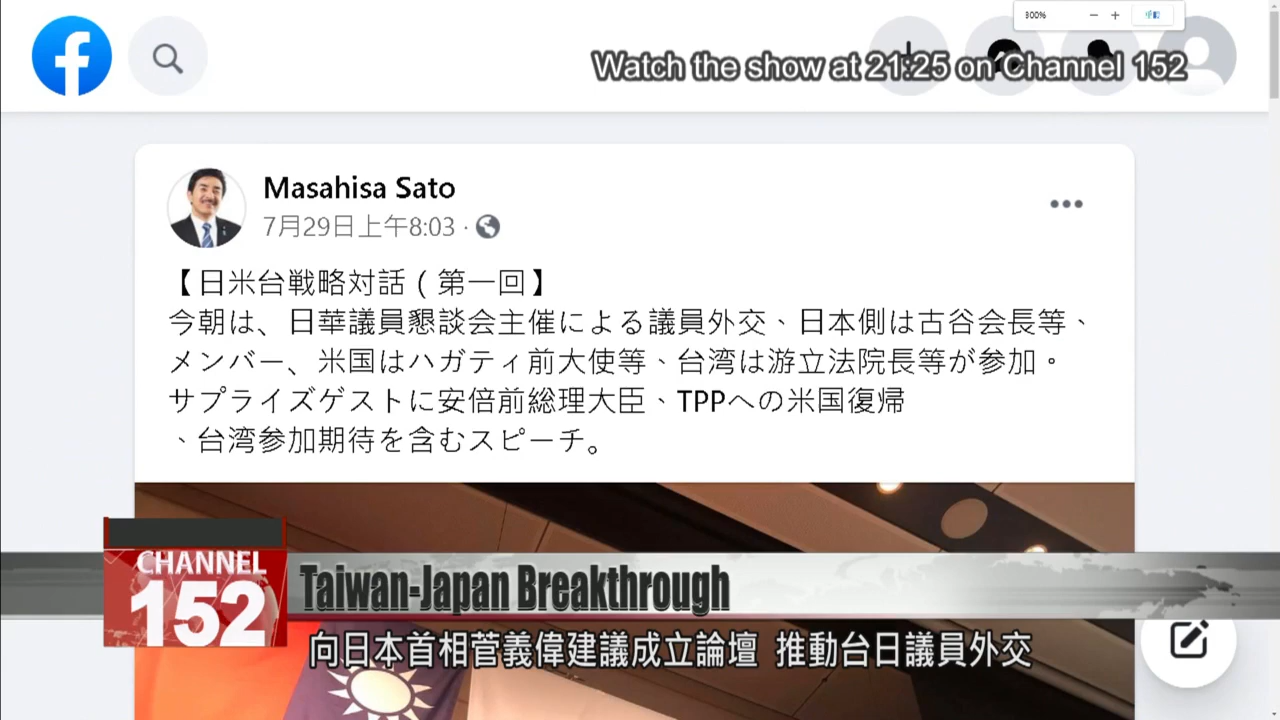 300%
Watch the show at 21:25 on Channel 152
Masahisa Sato
7月29日上午8:03 ·
【日米台戦略対話（第一回】
今朝は、日華議員懇談会主催による議員外交、日本側は古谷会長等、
メンバー、米国はハガティ前大使等、台湾は游立法院長等が参加。
サプライズゲストに安倍前総理大臣、TPPへの米国復帰
、台湾参加期待を含むスピーチ。
CHANNEL
152
Taiwan-Japan Breakthrough
向日本首相菅義偉建議成立論壇 推動台日議員外交